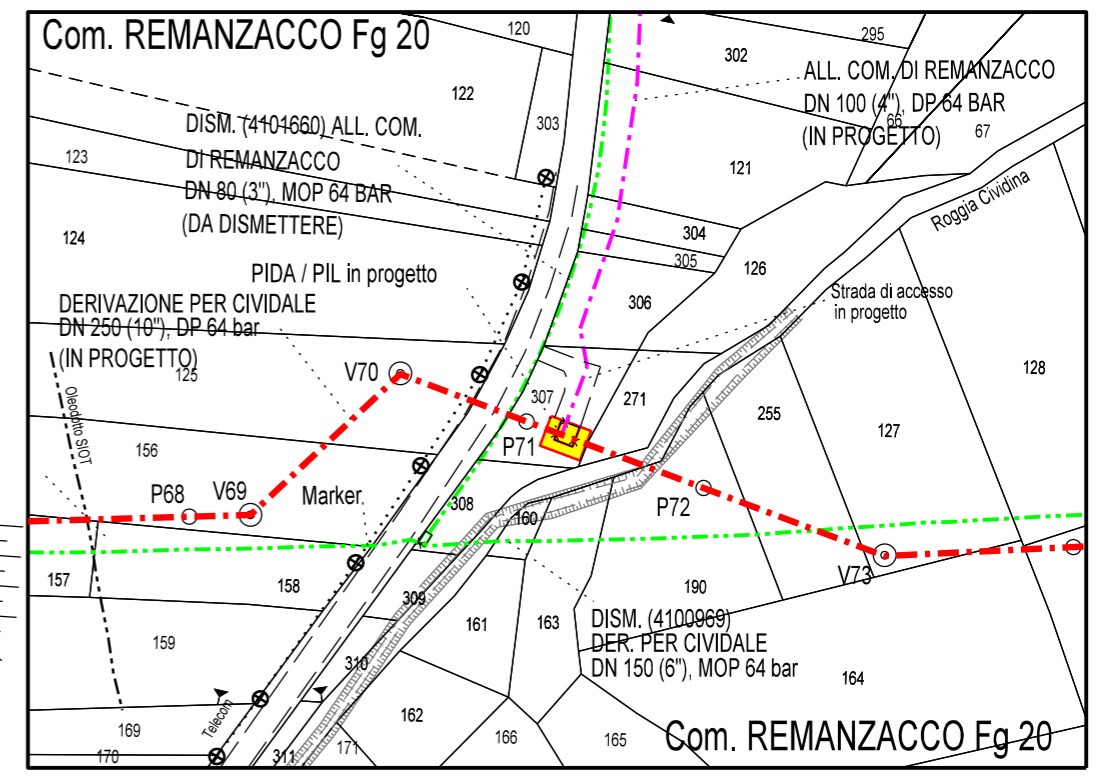 Com. REMANZACCO Fg 20
120
302
295
122
303
ALL. COM. DI REMANZACCO
DN 100 (4"), DP 64 BAR
(IN PROGETTO)
66
67
DISM. (4101660) ALL. COM.
DI REMANZACCO
DN 80 (3"), MOP 64 BAR
(DA DISMETTERE)
123
121
124
304
305
126
Roggia Cividina
PIDA / PIL in progetto
306
Strada di accesso
in progetto
DERIVAZIONE PER CIVIDALE
DN 250 (10"), DP 64 bar
(IN PROGETTO)
125
V70
307
271
128
Oleodotto SIOT
255
127
156
P71
P68
V69
Marker.
308
P72
160
157
158
309
190
V73
159
161
163
DISM. (4100969)
DER. PER CIVIDALE
DN 150 (6"), MOP 64 bar
310
164
162
Telecom
169
170
311
171
166
165
Com. REMANZACCO Fg 20